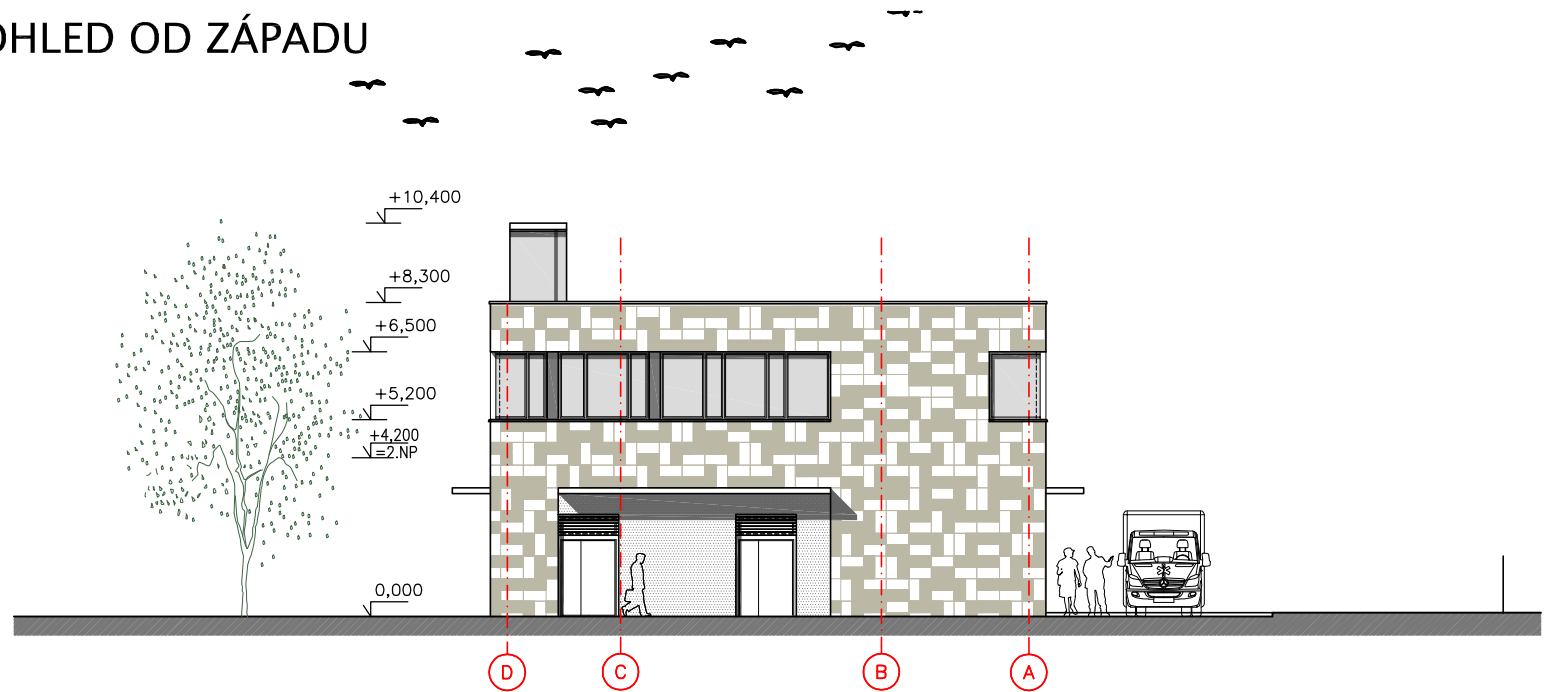 OHLED OD ZÁPADU
+10,400
+8,300
+6,500
+5,200
+4,200
=2.NP
0,000
D
C
B
A